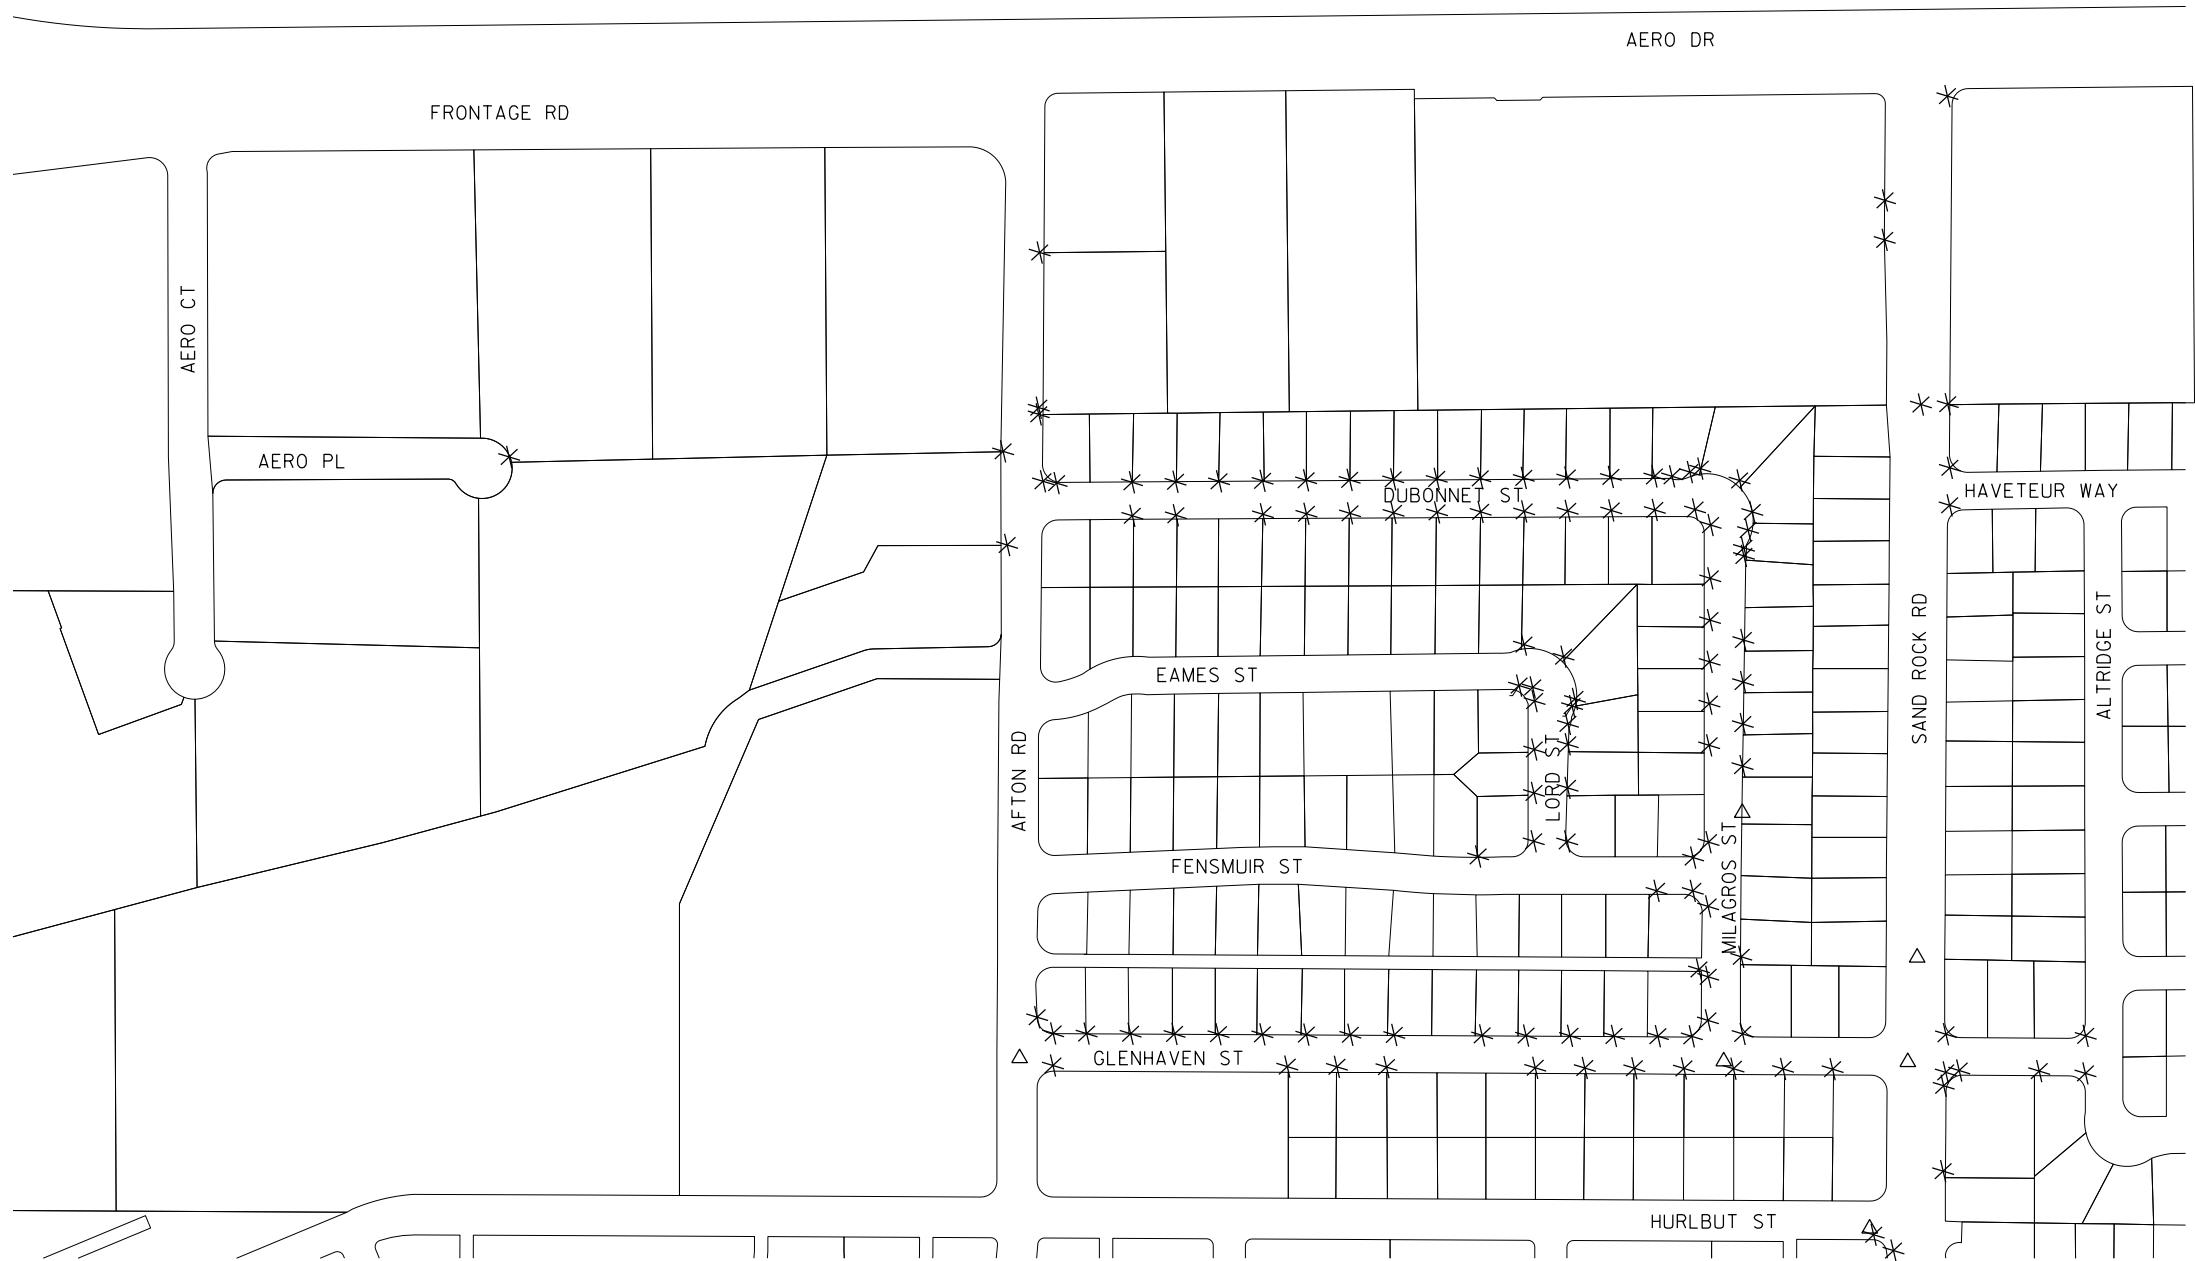 AERO DR
FRONTAGE RD
AERO CT
AERO PL
DUBONNET ST
HAVETEUR WAY
SAND ROCK RD
ALTRIDGE ST
EAMES ST
AFTON RD
LORD ST
FENSMUIR ST
MILAGROS ST
GLENHAVEN ST
HURLBUT ST